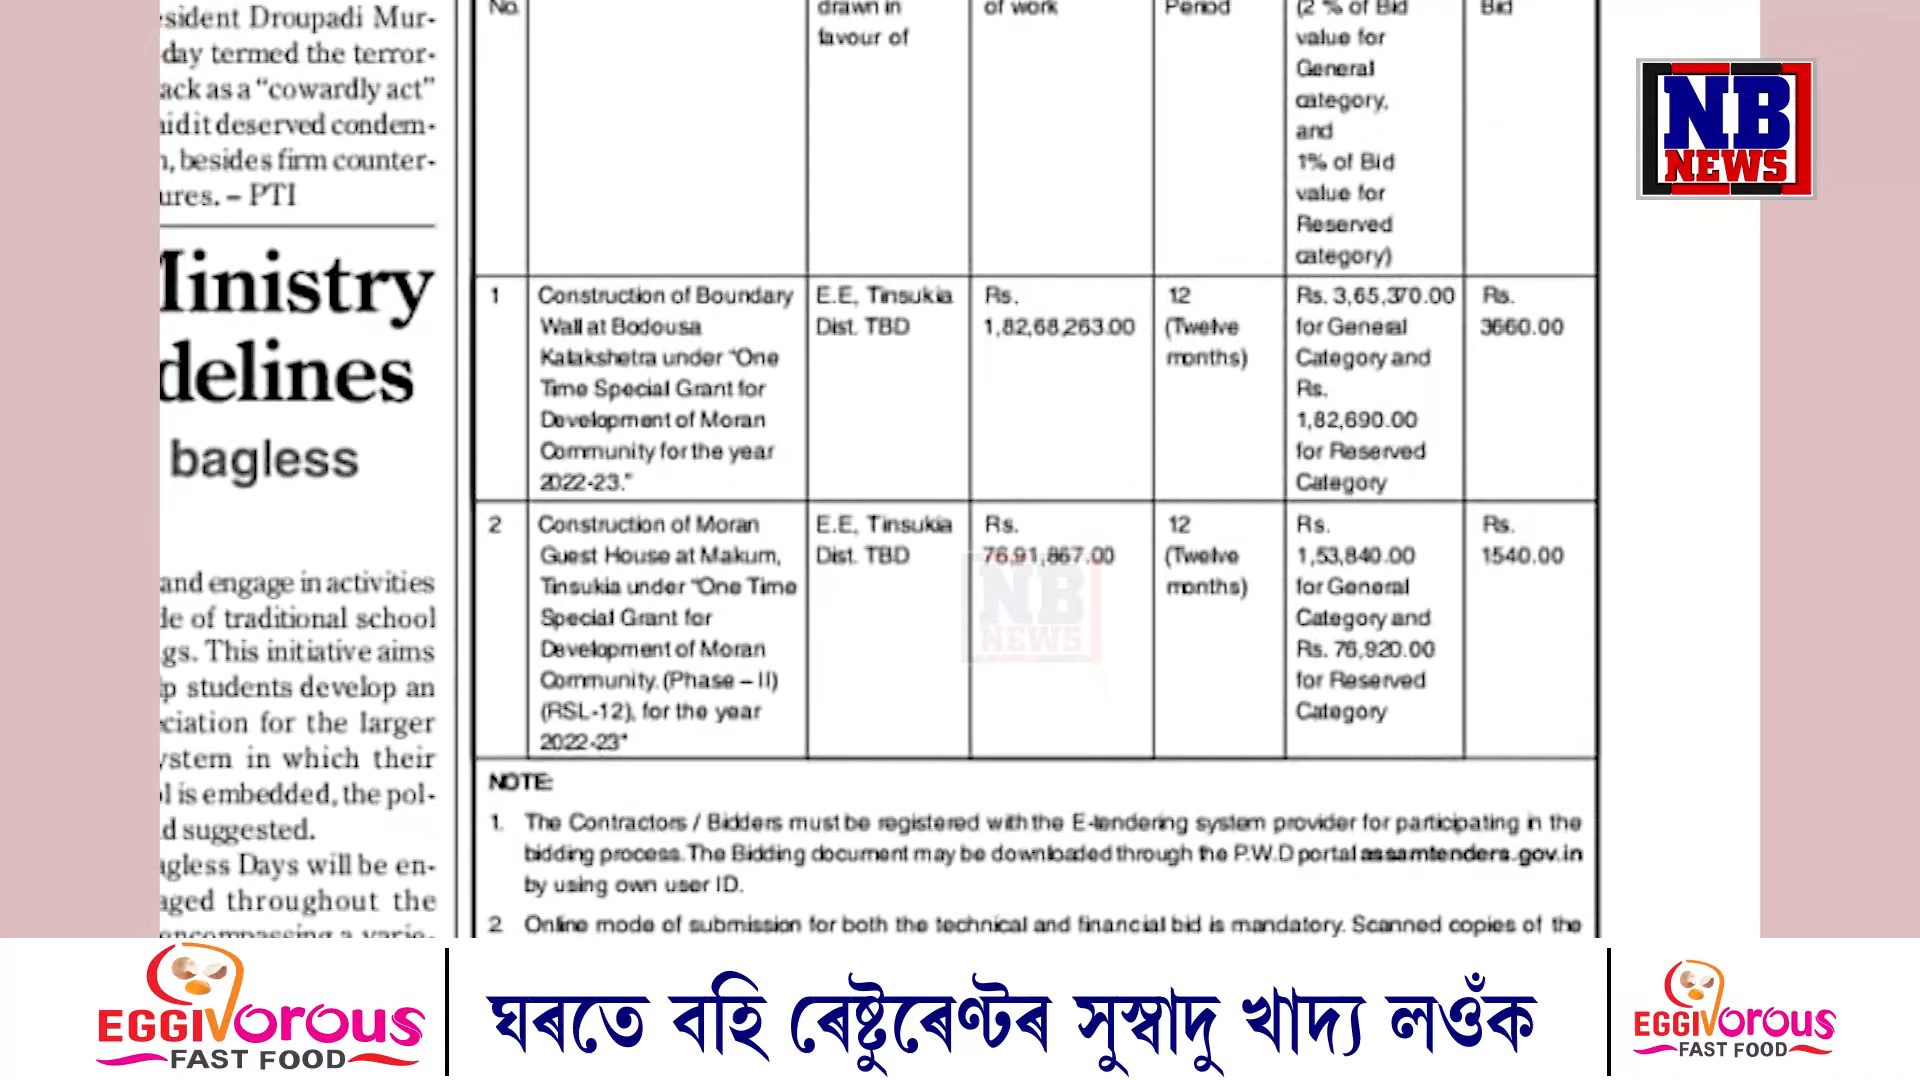 sident Droupadi Mur-
day termed the terror-
ack as a “cowardly act”
id it deserved condem-
n, besides firm counter-
ures. – PTI
Ministry
delines
bagless
and engage in activities
de of traditional school
gs. This initiative aims
p students develop an
ciation for the larger
ystem in which their
l is embedded, the pol-
d suggested.
gless Days will be en-
aged throughout the
encompassing a varie-
No.
drawn in
favour of
of work
Period
(2 % of Bid
value for
General
category,
and
1% of Bid
value for
Reserved
category)
Bid
1
Construction of Boundary
Wall at Bodousa
Kalakshetra under “One
Time Special Grant for
Development of Moran
Community for the year
2022-23.”
E.E, Tinsukia
Dist. TBD
Rs.
1,82,68,263.00
12
(Twelve
months)
Rs. 3,65,370.00
for General
Category and
Rs.
1,82,690.00
for Reserved
Category
Rs.
3660.00
2
Construction of Moran
Guest House at Makum,
Tinsukia under “One Time
Special Grant for
Development of Moran
Community. (Phase – II)
(RSL-12), for the year
2022-23”
E.E, Tinsukia
Dist. TBD
Rs.
76,91,867.00
12
(Twelve
months)
Rs.
1,53,840.00
for General
Category and
Rs. 76,920.00
for Reserved
Category
Rs.
1540.00
NOTE:
1. The Contractors / Bidders must be registered with the E-tendering system provider for participating in the
bidding process. The Bidding document may be downloaded through the P.W.D portal assamtenders.gov.in
by using own user ID.
2. Online mode of submission for both the technical and financial bid is mandatory. Scanned copies of the
NB
NEWS
NB
NEWS
EGGIVOROUS
FAST FOOD
ঘৰতে বহি ৰেষ্টুৰেণ্টৰ সুস্বাদু খাদ্য লওঁক
EGGIVOROUS
FAST FOOD